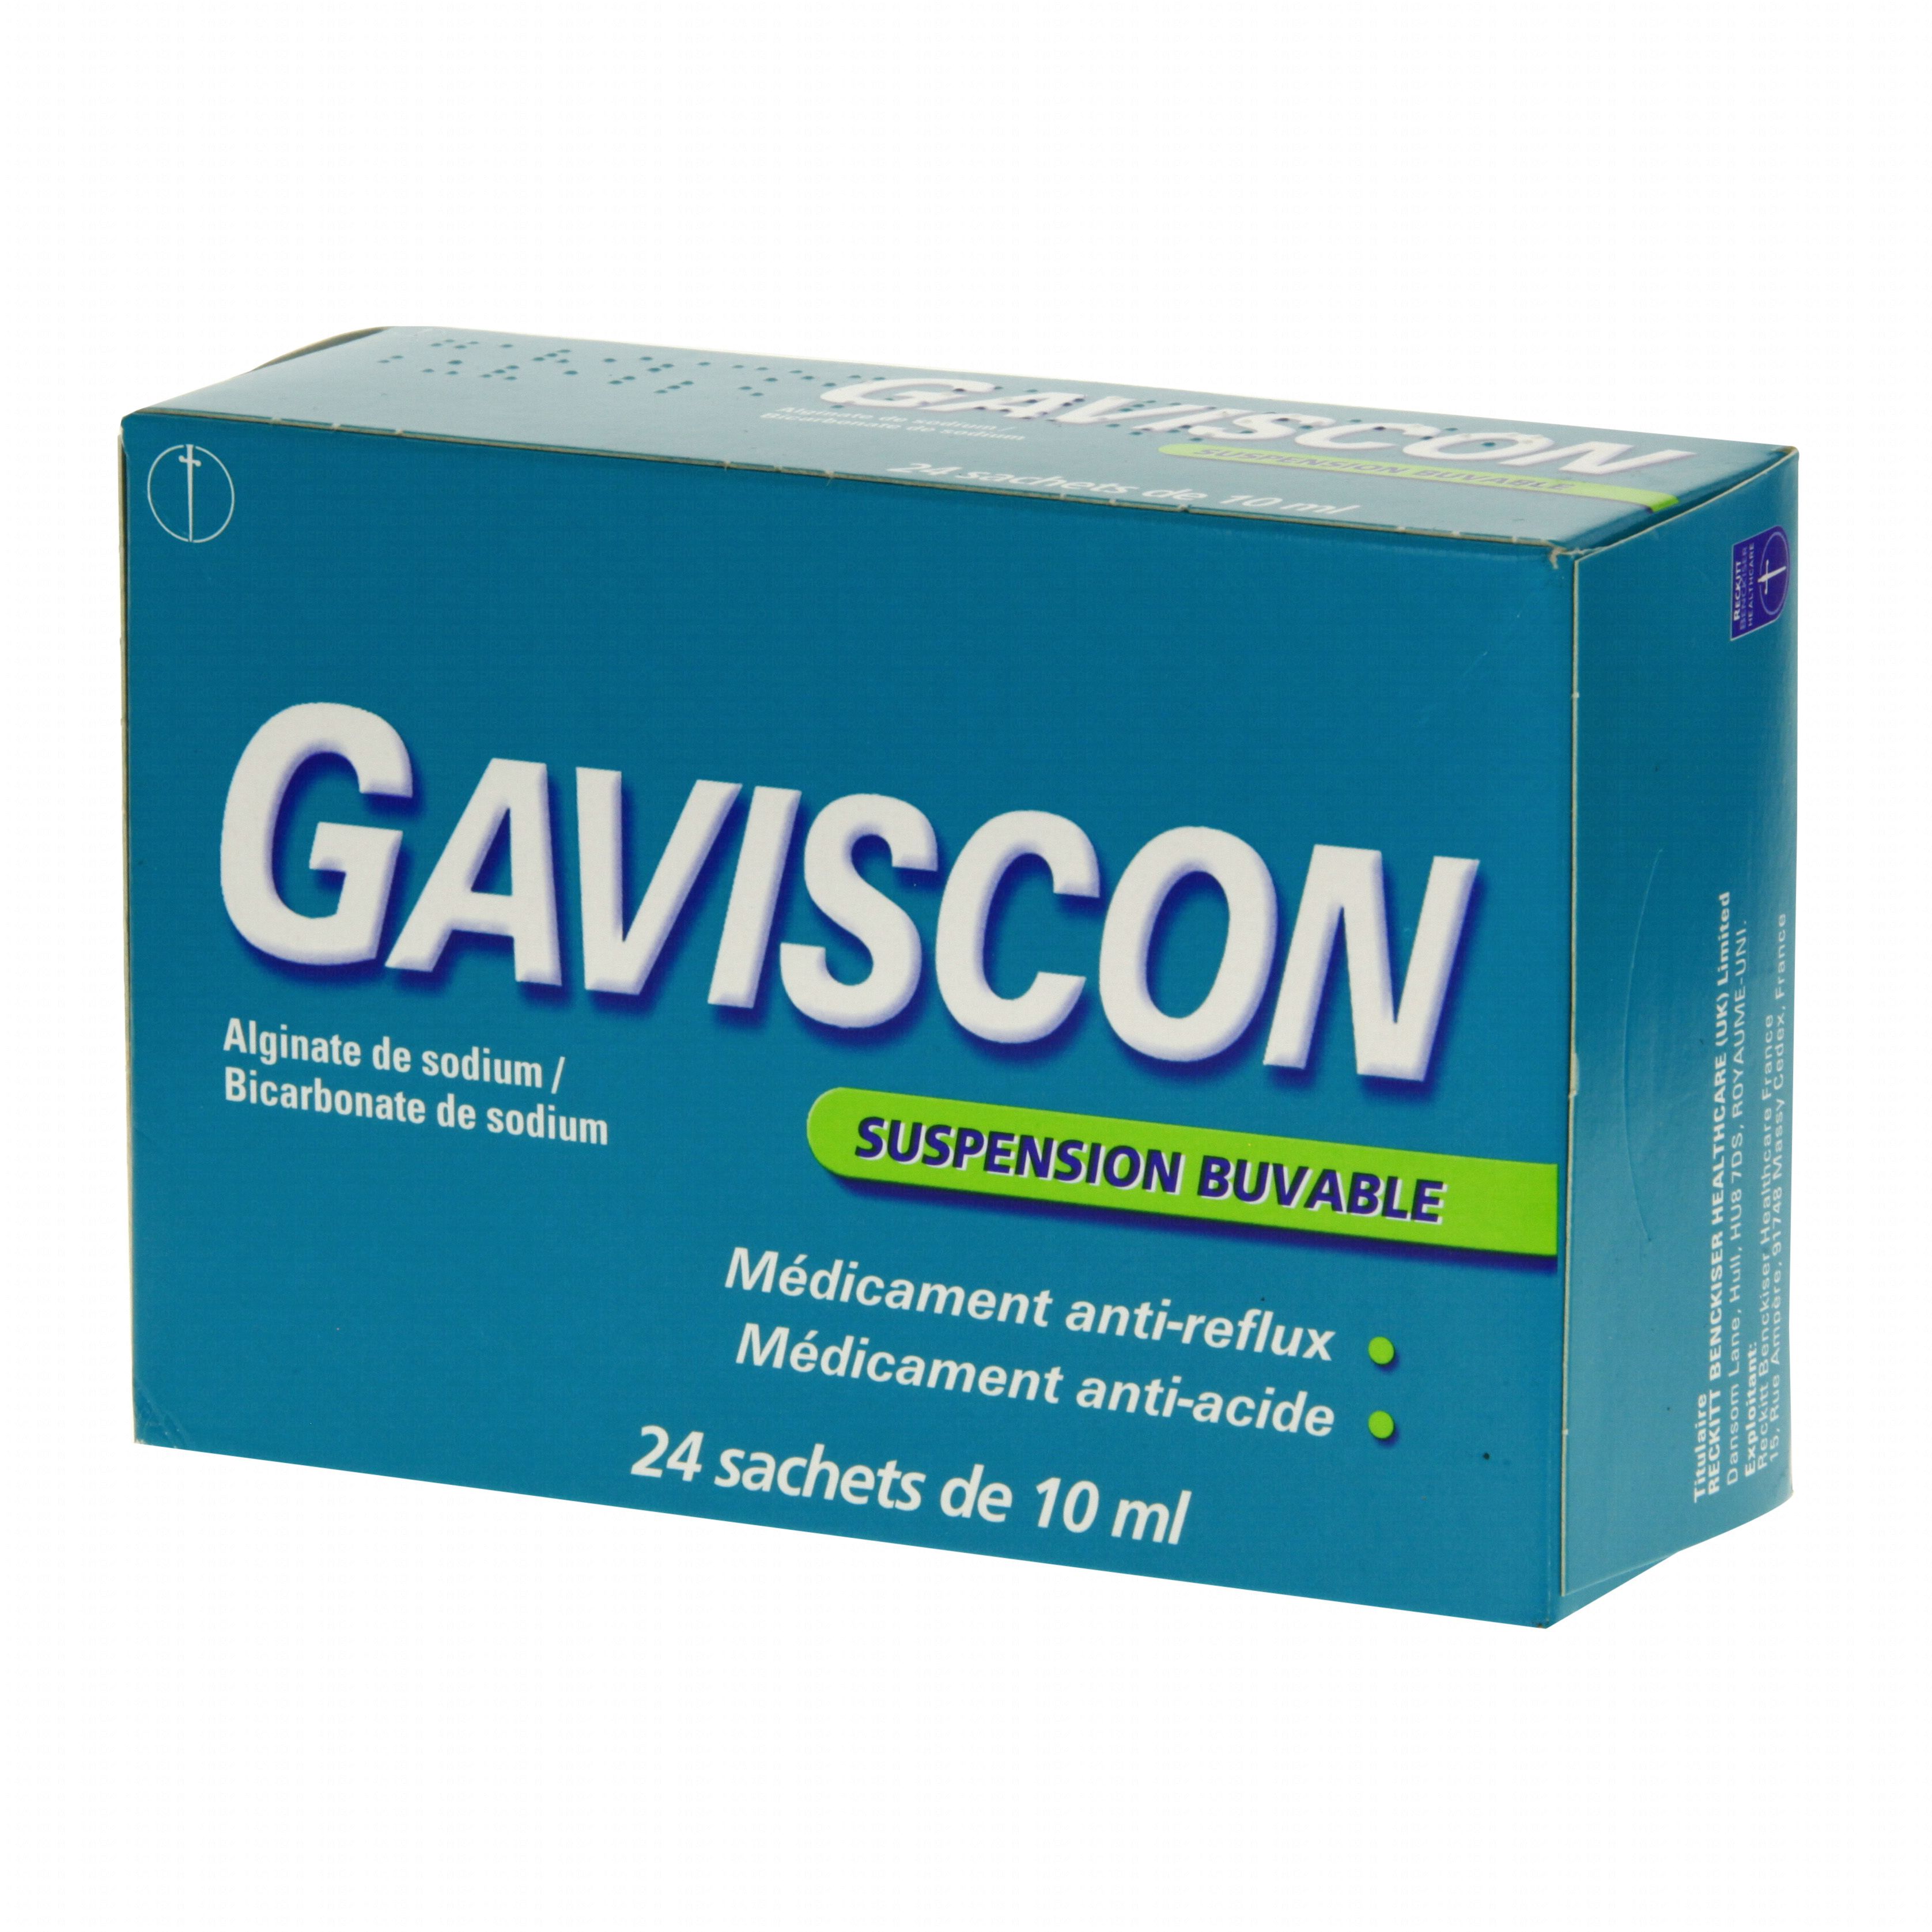 GAVISCON
Alginate de sodium /
Bicarbonate de sodium
SUSPENSION BUVABLE
24 sachets de 10 ml
GAVISCON
Alginate de sodium /
Bicarbonate de sodium
SUSPENSION BUVABLE
Médicament anti-reflux
Médicament anti-acide
24 sachets de 10 ml
RECKITT
BENCKISER
HEALTHCARE
Titulaire
RECKITT BENCKISER HEALTHCARE (UK) Limited
Dansom Lane, Hull, HU8 7DS, ROYAUME-UNI.
Exploitant:
Reckitt Benckiser Healthcare France
15, Rue Ampère, 91748 Massy Cedex, France